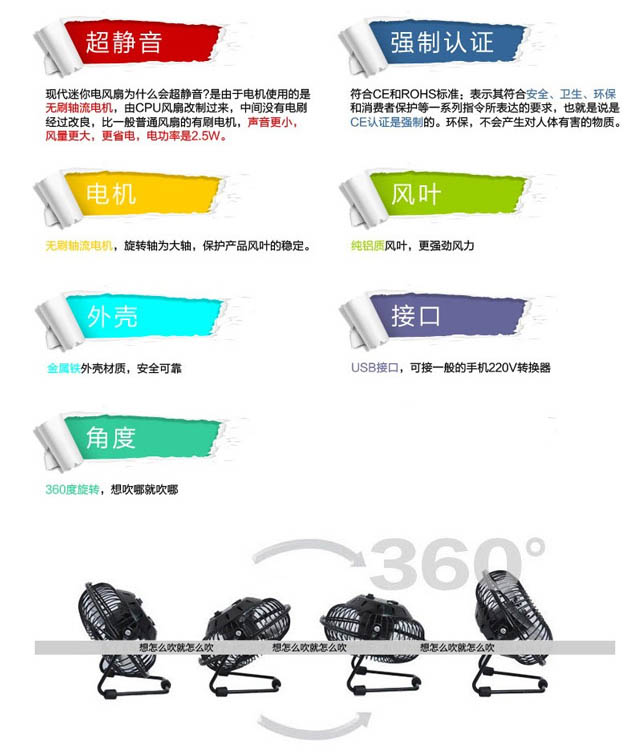 超静音
现代迷你电风扇为什么会超静音?是由于电机使用的是
无刷轴流电机，由CPU风扇改制过来，中间没有电刷
经过改良，比一般普通风扇的有刷电机，声音更小，
风量更大，更省电，电功率是2.5W。
强制认证
符合CE和ROHS标准；表示其符合安全、卫生、环保
和消费者保护等一系列指令所表达的要求，也就是说是
CE认证是强制的。环保，不会产生对人体有害的物质。
电机
无刷轴流电机，旋转轴为大轴，保护产品风叶的稳定。
风叶
纯铝质风叶，更强劲风力
外壳
金属铁外壳材质，安全可靠
接口
USB接口，可接一般的手机220V转换器
角度
360度旋转，想吹哪就吹哪
360°
想怎么吹就怎么吹 想怎么吹就怎么吹 想怎么吹就怎么吹